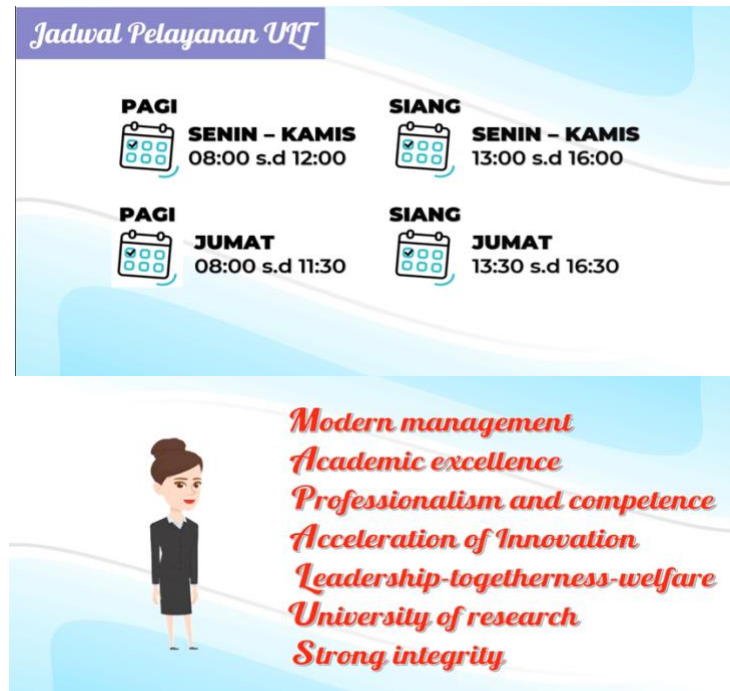 Jadwal Pelayanan ULT
PAGI
SENIN – KAMIS
08:00 s.d 12:00
SIANG
SENIN – KAMIS
13:00 s.d 16:00
PAGI
JUMAT
08:00 s.d 11:30
SIANG
JUMAT
13:30 s.d 16:30
Modern management
Academic excellence
Professionalism and competence
Acceleration of Innovation
Leadership-togetherness-welfare
University of research
Strong integrity